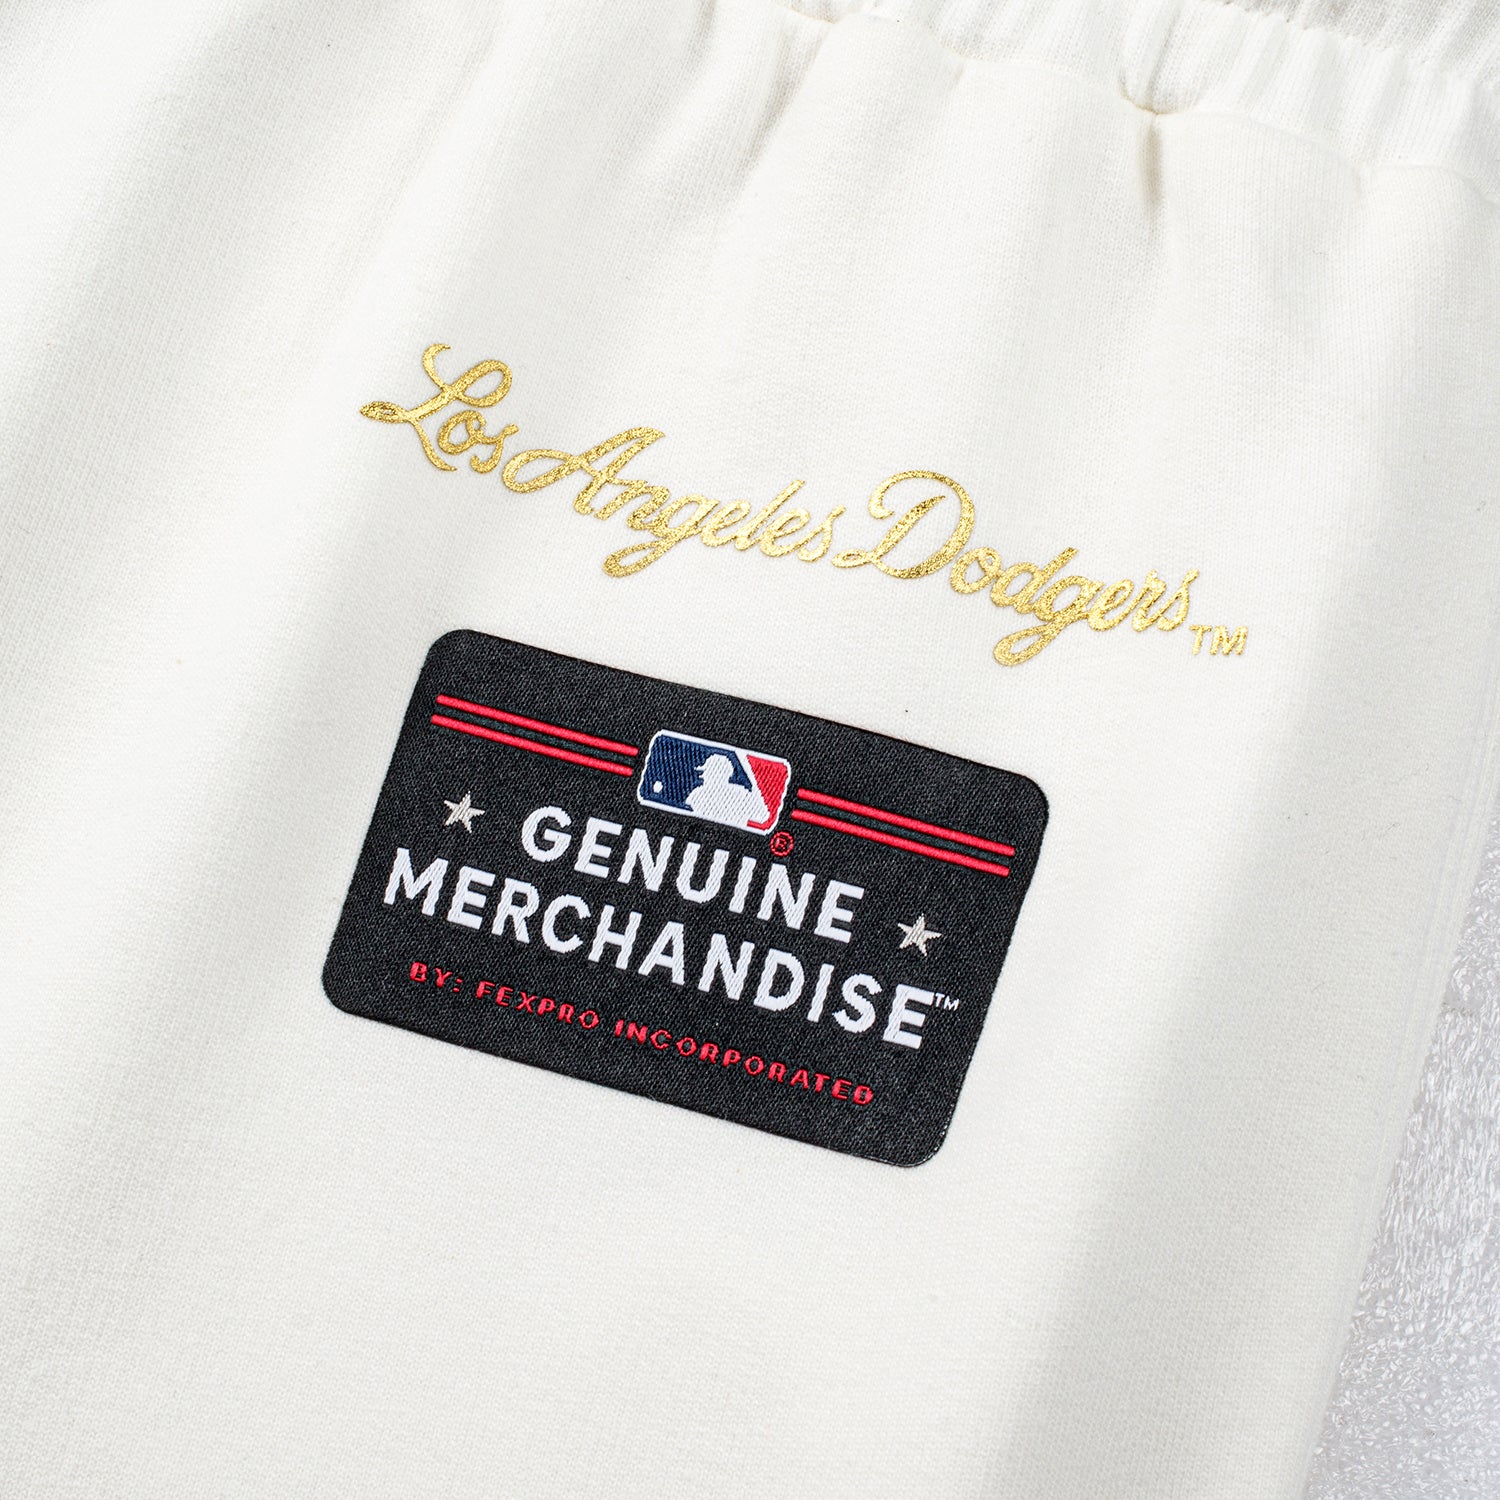 Los Angeles Dodgers™
®
GENUINE
MERCHANDISE™
BY: FEXPRO INCORPORATED